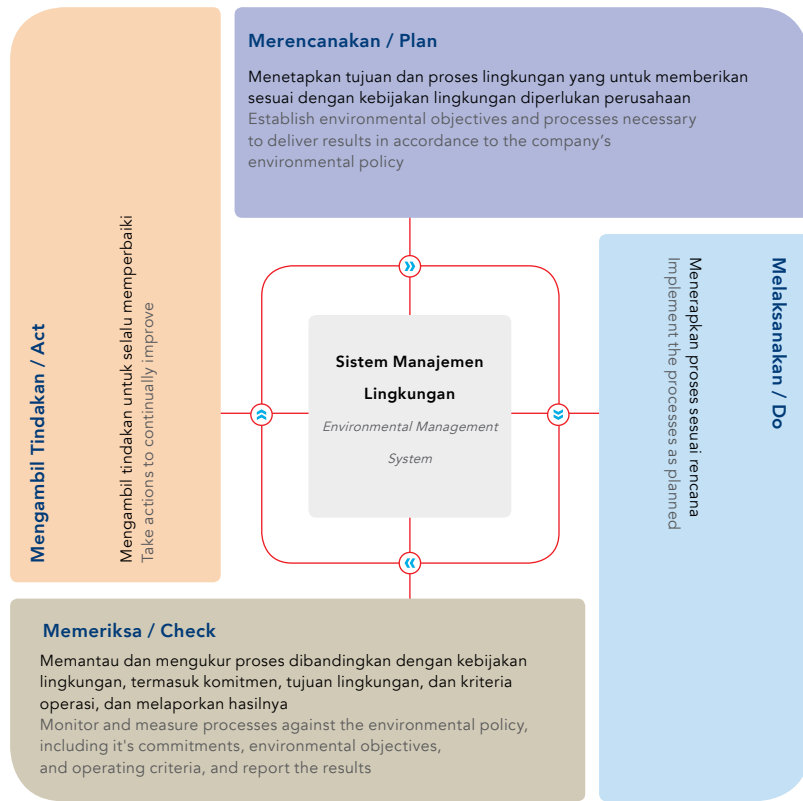 Merencanakan / Plan
Menetapkan tujuan dan proses lingkungan yang untuk memberikan
sesuai dengan kebijakan lingkungan diperlukan perusahaan
Establish environmental objectives and processes necessary
to deliver results in accordance to the company's
environmental policy
Melaksanakan / Do
Menerapkan proses sesuai rencana
Implement the processes as planned
Sistem Manajemen
Lingkungan
Environmental Management
System
Mengambil Tindakan / Act
Mengambil tindakan untuk selalu memperbaiki
Take actions to continually improve
Memeriksa / Check
Memantau dan mengukur proses dibandingkan dengan kebijakan
lingkungan, termasuk komitmen, tujuan lingkungan, dan kriteria
operasi, dan melaporkan hasilnya
Monitor and measure processes against the environmental policy,
including it's commitments, environmental objectives,
and operating criteria, and report the results